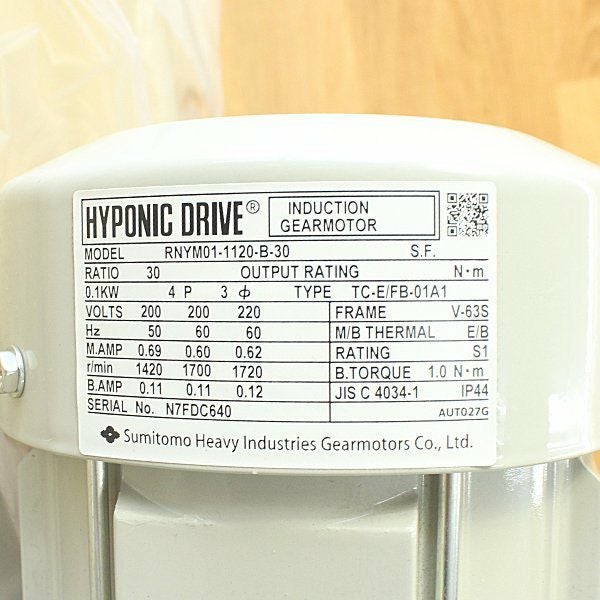 HYPONIC DRIVE® INDUCTION GEARMOTOR
MODEL RNYM01-1120-B-30 S.F.
RATIO 30 OUTPUT RATING N・m
0.1KW 4 P 3 ϕ TYPE TC-E/FB-01A1
VOLTS 200 200 220 FRAME V-63S
Hz 50 60 60 M/B THERMAL E/B
M.AMP 0.69 0.60 0.62 RATING S1
r/min 1420 1700 1720 B.TORQUE 1.0 N・m
B.AMP 0.11 0.11 0.12 JIS C 4034-1 IP44
SERIAL No. N7FDC640 AUT027G
Sumitomo Heavy Industries Gearmotors Co., Ltd.